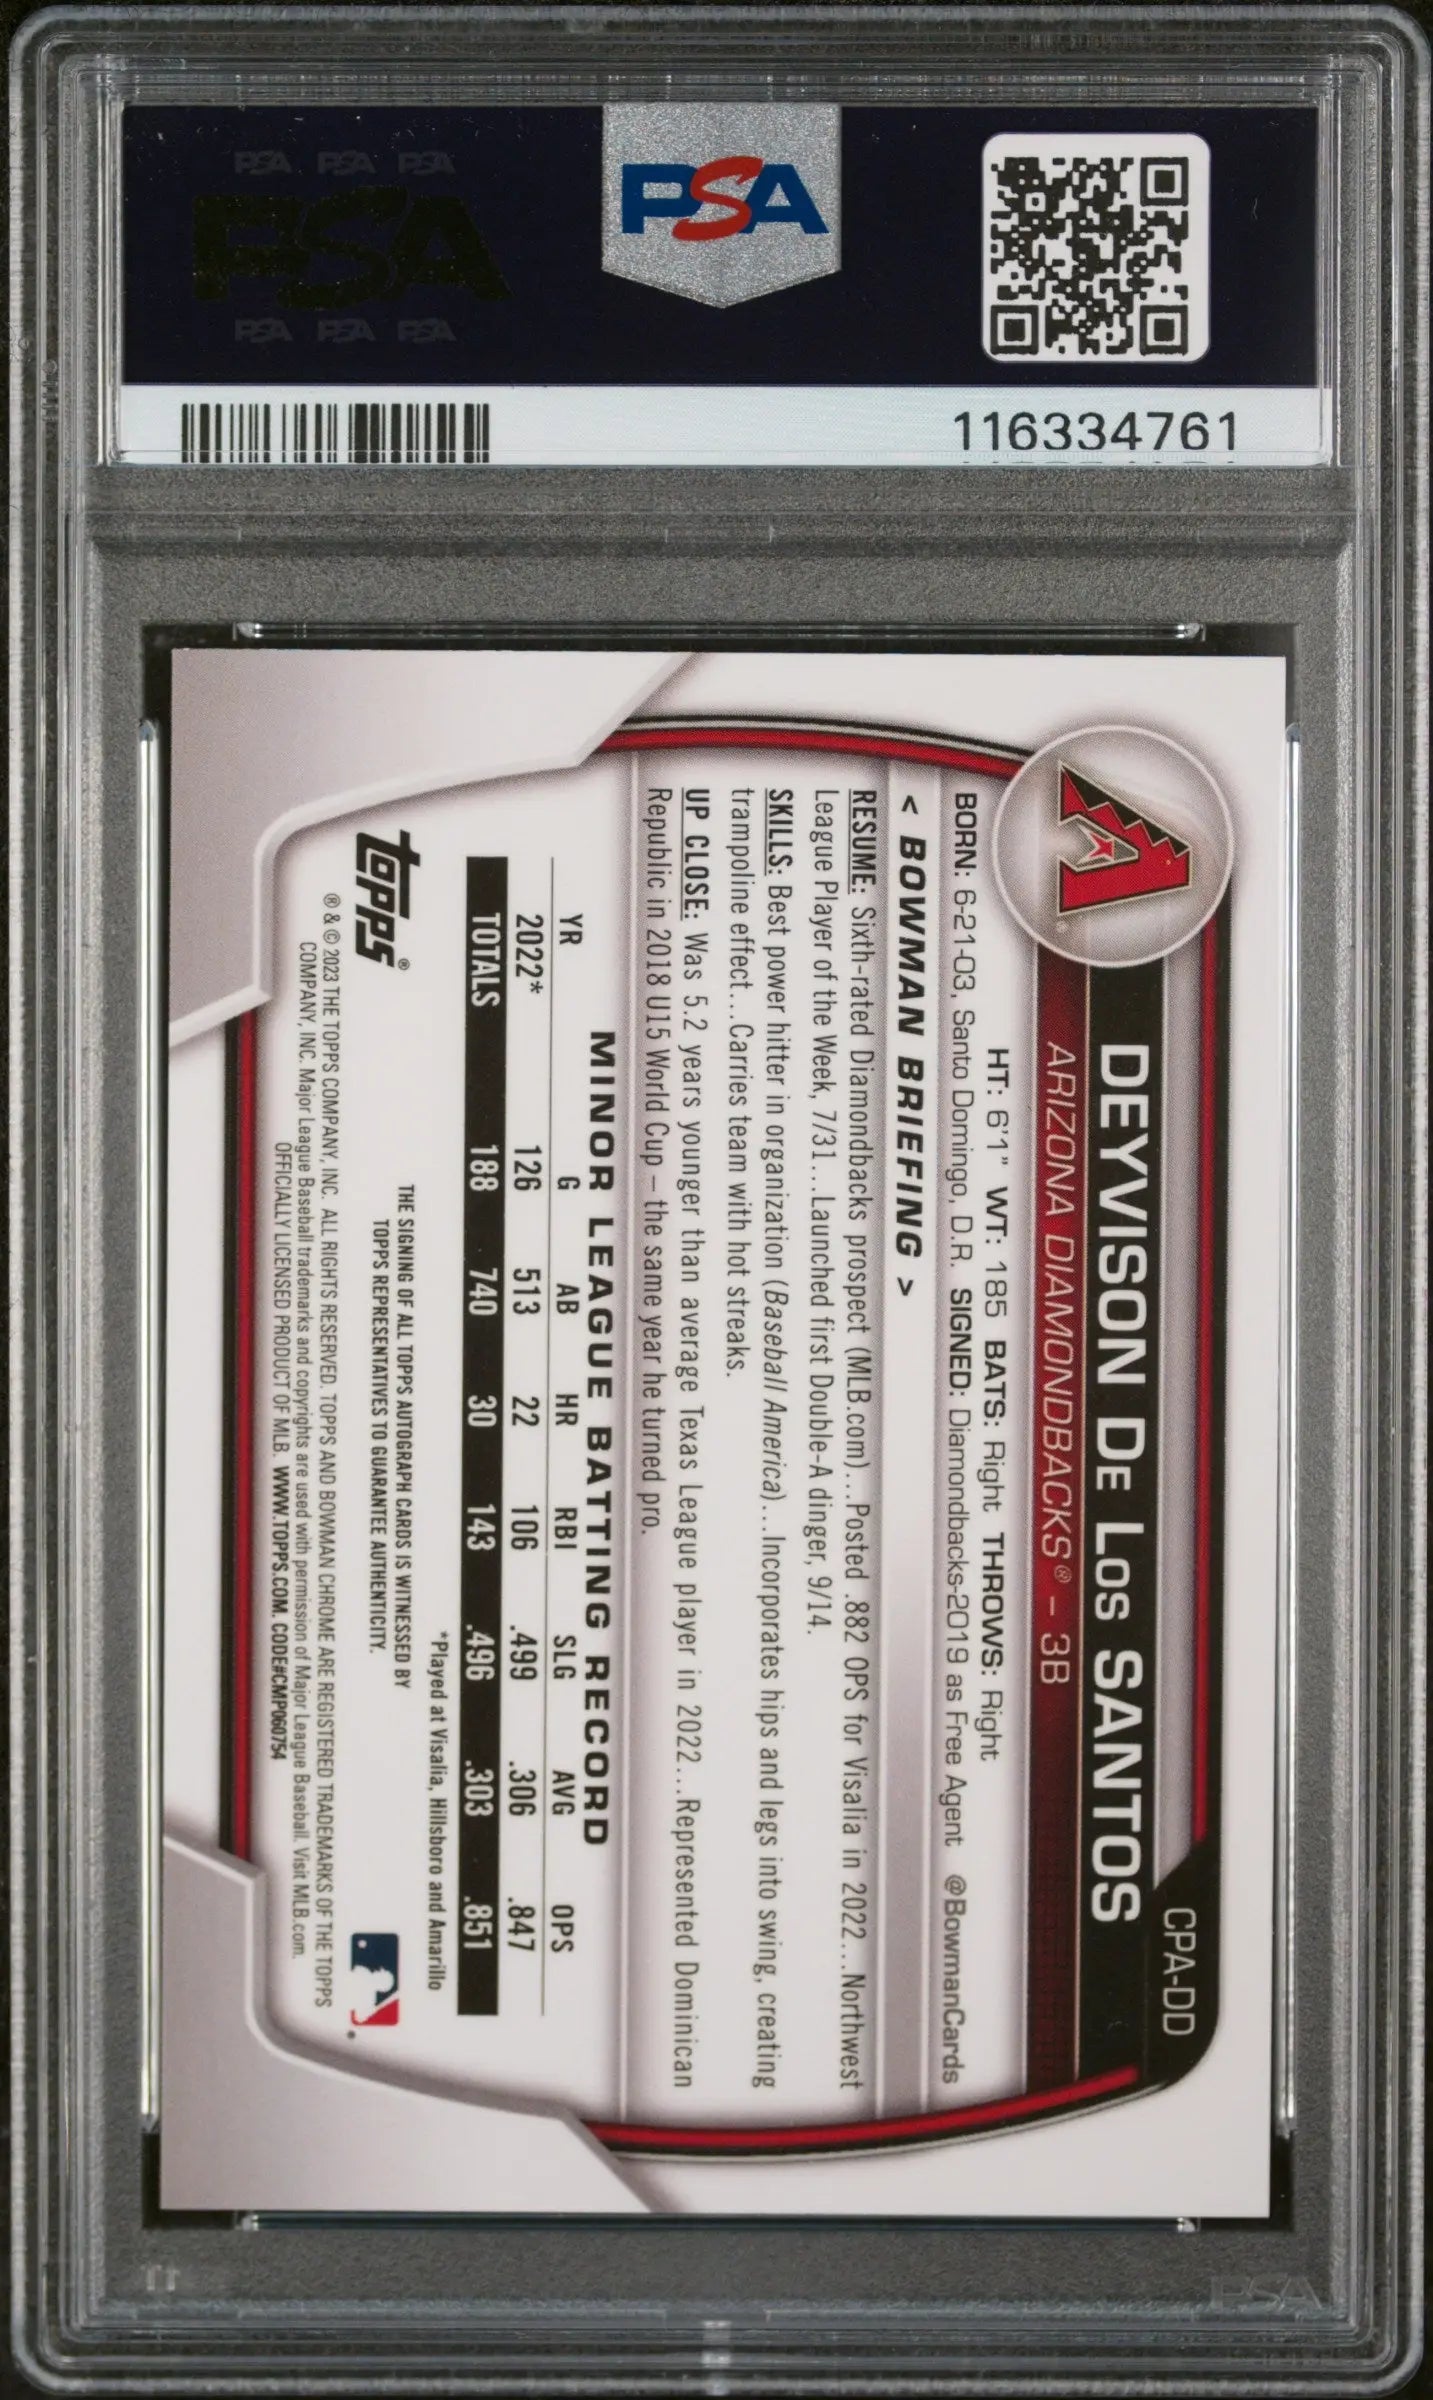 PSA PSA PSA
PSA
PSA PSA PSA
PSA
116334761
CPA-DD
DEYVISON DE LOS SANTOS
ARIZONA DIAMONDBACKS® – 3B
A
HT: 6'1" WT: 185 BATS: Right THROWS: Right
BORN: 6-21-03, Santo Domingo, D.R. SIGNED: Diamondbacks-2019 as Free Agent @BowmanCards
< BOWMAN BRIEFING >
RESUME: Sixth-rated Diamondbacks prospect (MLB.com)...Posted .882 OPS for Visalia in 2022...Northwest
League Player of the Week, 7/31...Launched first Double-A dinger, 9/14.
SKILLS: Best power hitter in organization (Baseball America)...Incorporates hips and legs into swing, creating
trampoline effect...Carries team with hot streaks.
UP CLOSE: Was 5.2 years younger than average Texas League player in 2022...Represented Dominican
Republic in 2018 U15 World Cup – the same year he turned pro.
MINOR LEAGUE BATTING RECORD
YR G AB HR RBI SLG AVG OPS
2022* 126 513 22 106 .499 .306 .847
TOTALS 188 740 30 143 .496 .303 .851
*Played at Visalia, Hillsboro and Amarillo
topps®
THE SIGNING OF ALL TOPPS AUTOGRAPH CARDS IS WITNESSED BY
TOPPS REPRESENTATIVES TO GUARANTEE AUTHENTICITY.
® & © 2023 THE TOPPS COMPANY, INC. ALL RIGHTS RESERVED. TOPPS AND BOWMAN CHROME ARE REGISTERED TRADEMARKS OF THE TOPPS
COMPANY, INC. Major League Baseball trademarks and copyrights are used with permission of Major League Baseball. Visit MLB.com.
OFFICIALLY LICENSED PRODUCT OF MLB. WWW.TOPPS.COM. CODE#CMP060754
PSA